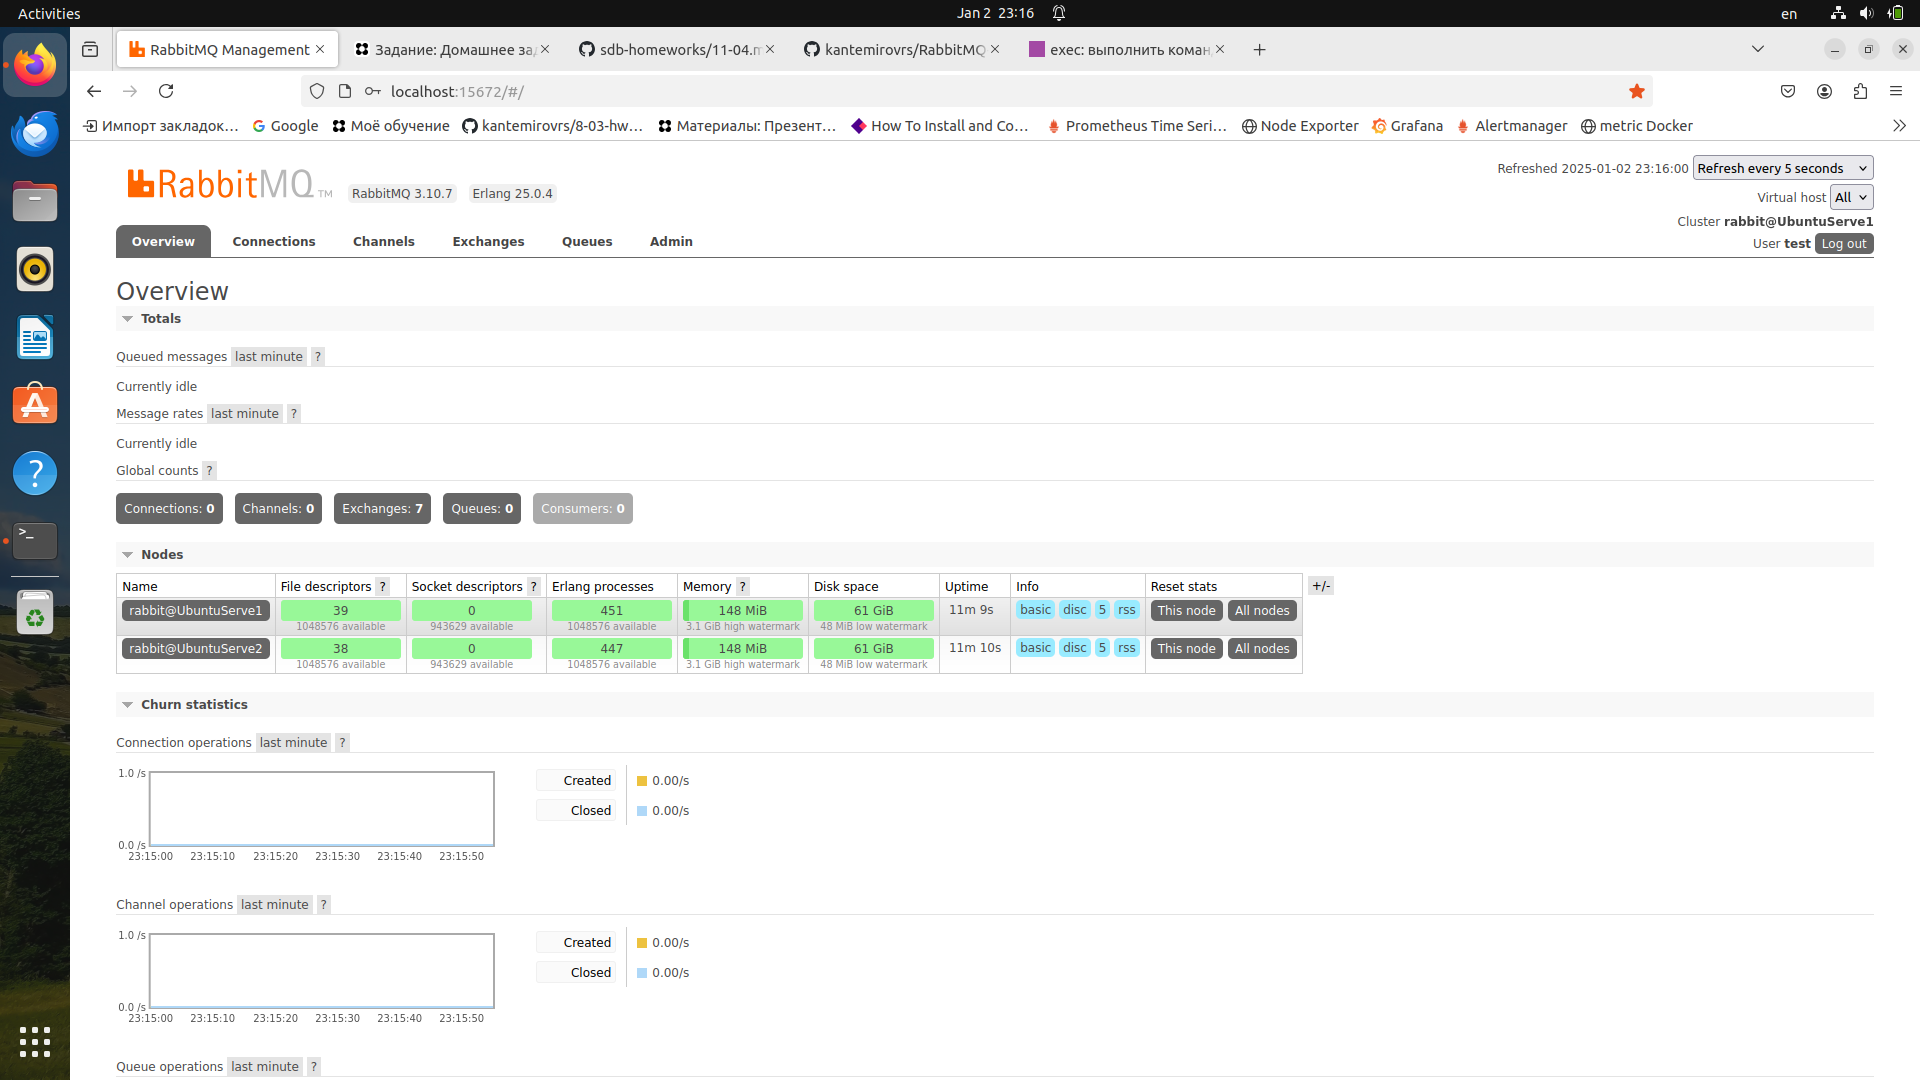 Activities
Jan 2 23:16
en
RabbitMQ Management
Задание: Домашнее за
sdb-homeworks/11-04.m
kantemirovrs/RabbitMQ
exec: выполнить коман
localhost:15672/#/
Импорт закладок...
Google
Моё обучение
kantemirovrs/8-03-hw...
Материалы: Презент...
How To Install and Co...
Prometheus Time Seri...
Node Exporter
Grafana
Alertmanager
metric Docker
RabbitMQ TM
RabbitMQ 3.10.7
Erlang 25.0.4
Refreshed 2025-01-02 23:16:00 Refresh every 5 seconds
Virtual host All
Cluster rabbit@UbuntuServe1
User test Log out
Overview Connections Channels Exchanges Queues Admin
Overview
Totals
Queued messages last minute ?
Currently idle
Message rates last minute ?
Currently idle
Global counts ?
Connections: 0 Channels: 0 Exchanges: 7 Queues: 0 Consumers: 0
Nodes
Name File descriptors ? Socket descriptors ? Erlang processes Memory ? Disk space Uptime Info Reset stats +/-
rabbit@UbuntuServe1 39 0 451 148 MiB 61 GiB 11m 9s basic disc 5 rss This node All nodes
1048576 available 943629 available 1048576 available 3.1 GiB high watermark 48 MiB low watermark
rabbit@UbuntuServe2 38 0 447 148 MiB 61 GiB 11m 10s basic disc 5 rss This node All nodes
1048576 available 943629 available 1048576 available 3.1 GiB high watermark 48 MiB low watermark
Churn statistics
Connection operations last minute ?
1.0 /s
0.0 /s
23:15:00 23:15:10 23:15:20 23:15:30 23:15:40 23:15:50
Created 0.00/s
Closed 0.00/s
Channel operations last minute ?
1.0 /s
0.0 /s
23:15:00 23:15:10 23:15:20 23:15:30 23:15:40 23:15:50
Created 0.00/s
Closed 0.00/s
Queue operations last minute ?